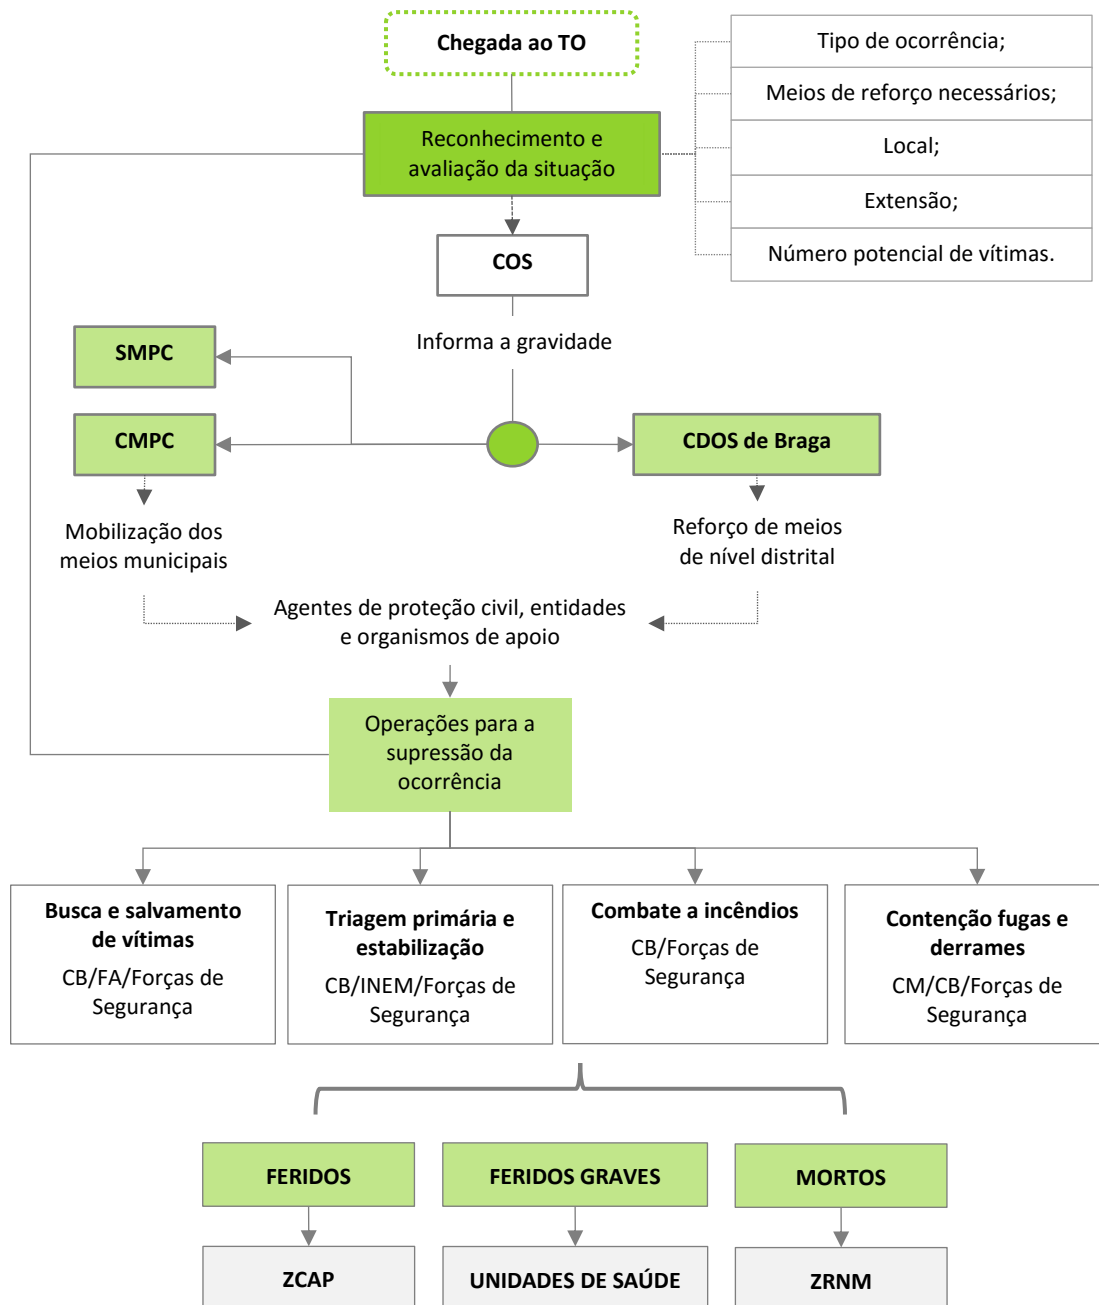 Chegada ao TO
Tipo de ocorrência;
Meios de reforço necessários;
Local;
Extensão;
Número potencial de vítimas.
Reconhecimento e
avaliação da situação
COS
Informa a gravidade
SMPC
CMPC
CDOS de Braga
Mobilização dos
meios municipais
Reforço de meios
de nível distrital
Agentes de proteção civil, entidades
e organismos de apoio
Operações para a
supressão da
ocorrência
Busca e salvamento
de vítimas
CB/FA/Forças de
Segurança
Triagem primária e
estabilização
CB/INEM/Forças de
Segurança
Combate a incêndios
CB/Forças de
Segurança
Contenção fugas e
derrames
CM/CB/Forças de
Segurança
FERIDOS
FERIDOS GRAVES
MORTOS
ZCAP
UNIDADES DE SAÚDE
ZRNM